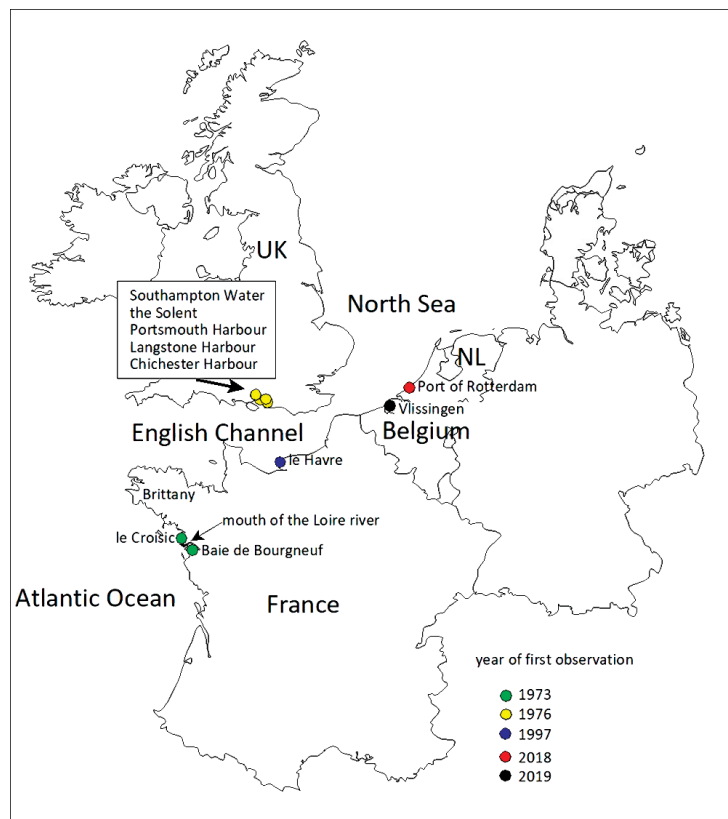 UK
Southampton Water
the Solent
Portsmouth Harbour
Langstone Harbour
Chichester Harbour
North Sea
NL
Port of Rotterdam
Vlissingen
Belgium
English Channel
le Havre
Brittany
mouth of the Loire river
le Croisic
Baie de Bourgneuf
Atlantic Ocean
France
year of first observation
1973
1976
1997
2018
2019